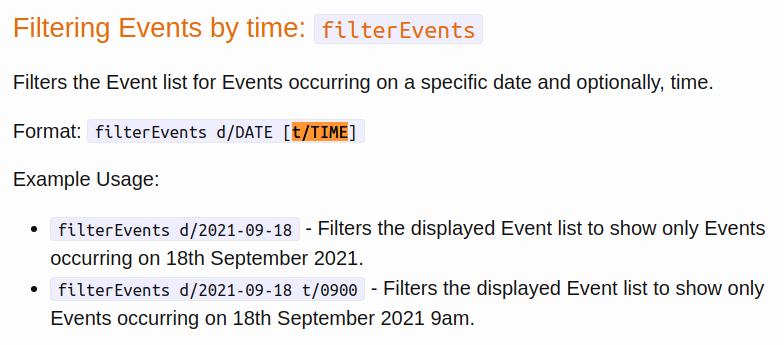 Filtering Events by time: filterEvents
Filters the Event list for Events occurring on a specific date and optionally, time.
Format: filterEvents d/DATE [t/TIME]
Example Usage:
filterEvents d/2021-09-18 - Filters the displayed Event list to show only Events
occurring on 18th September 2021.
filterEvents d/2021-09-18 t/0900 - Filters the displayed Event list to show only
Events occurring on 18th September 2021 9am.